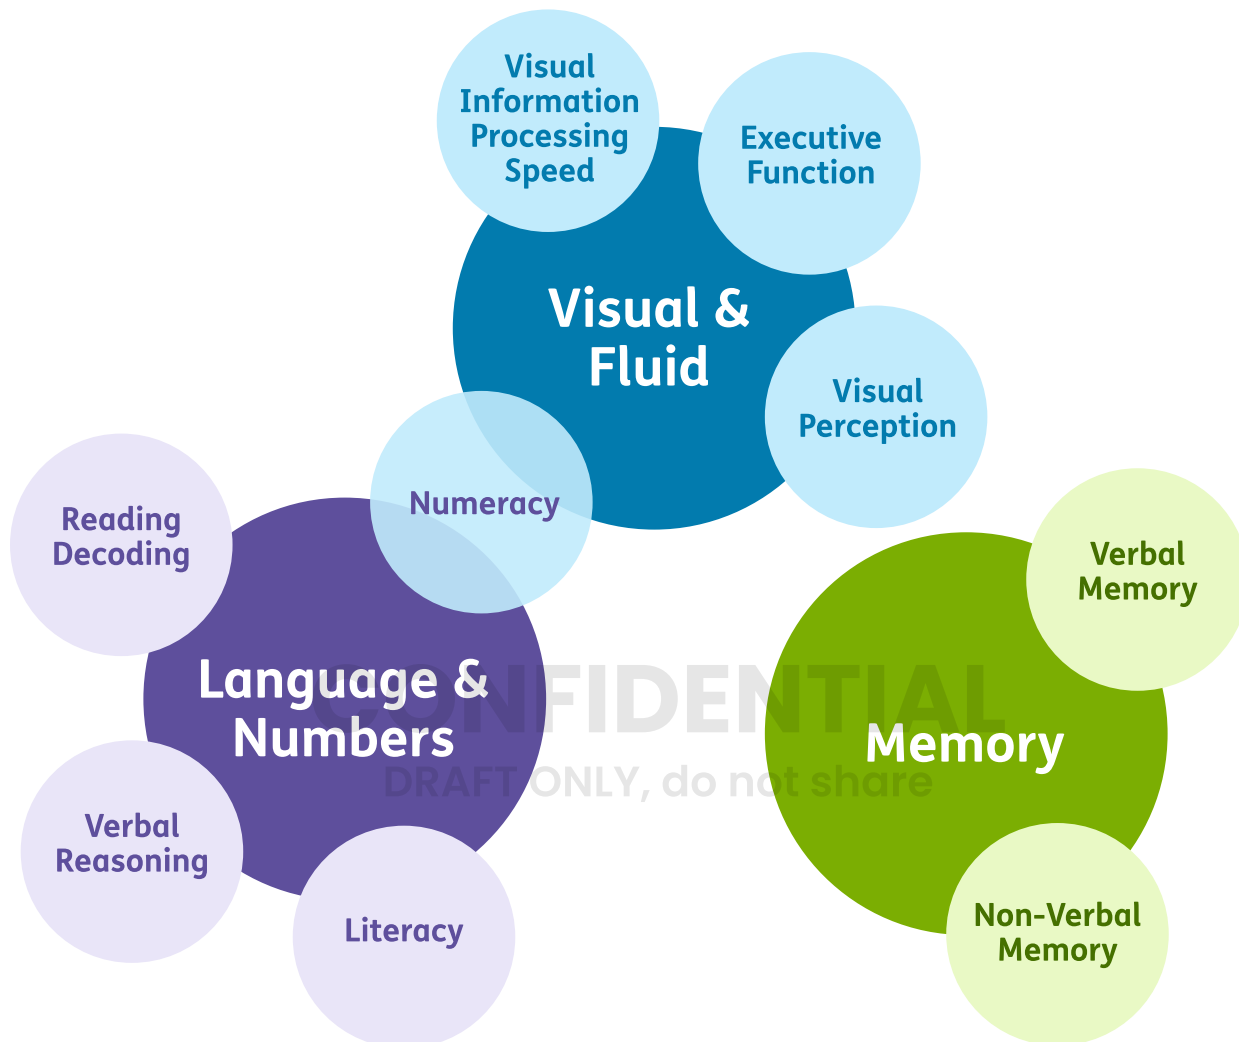 Visual
Information
Processing
Speed
Executive
Function
Visual &
Fluid
Visual
Perception
Numeracy
Reading
Decoding
Verbal
Memory
Language &
Numbers
CONFIDENTIAL
DRAFT ONLY, do not share
Memory
Verbal
Reasoning
Literacy
Non-Verbal
Memory